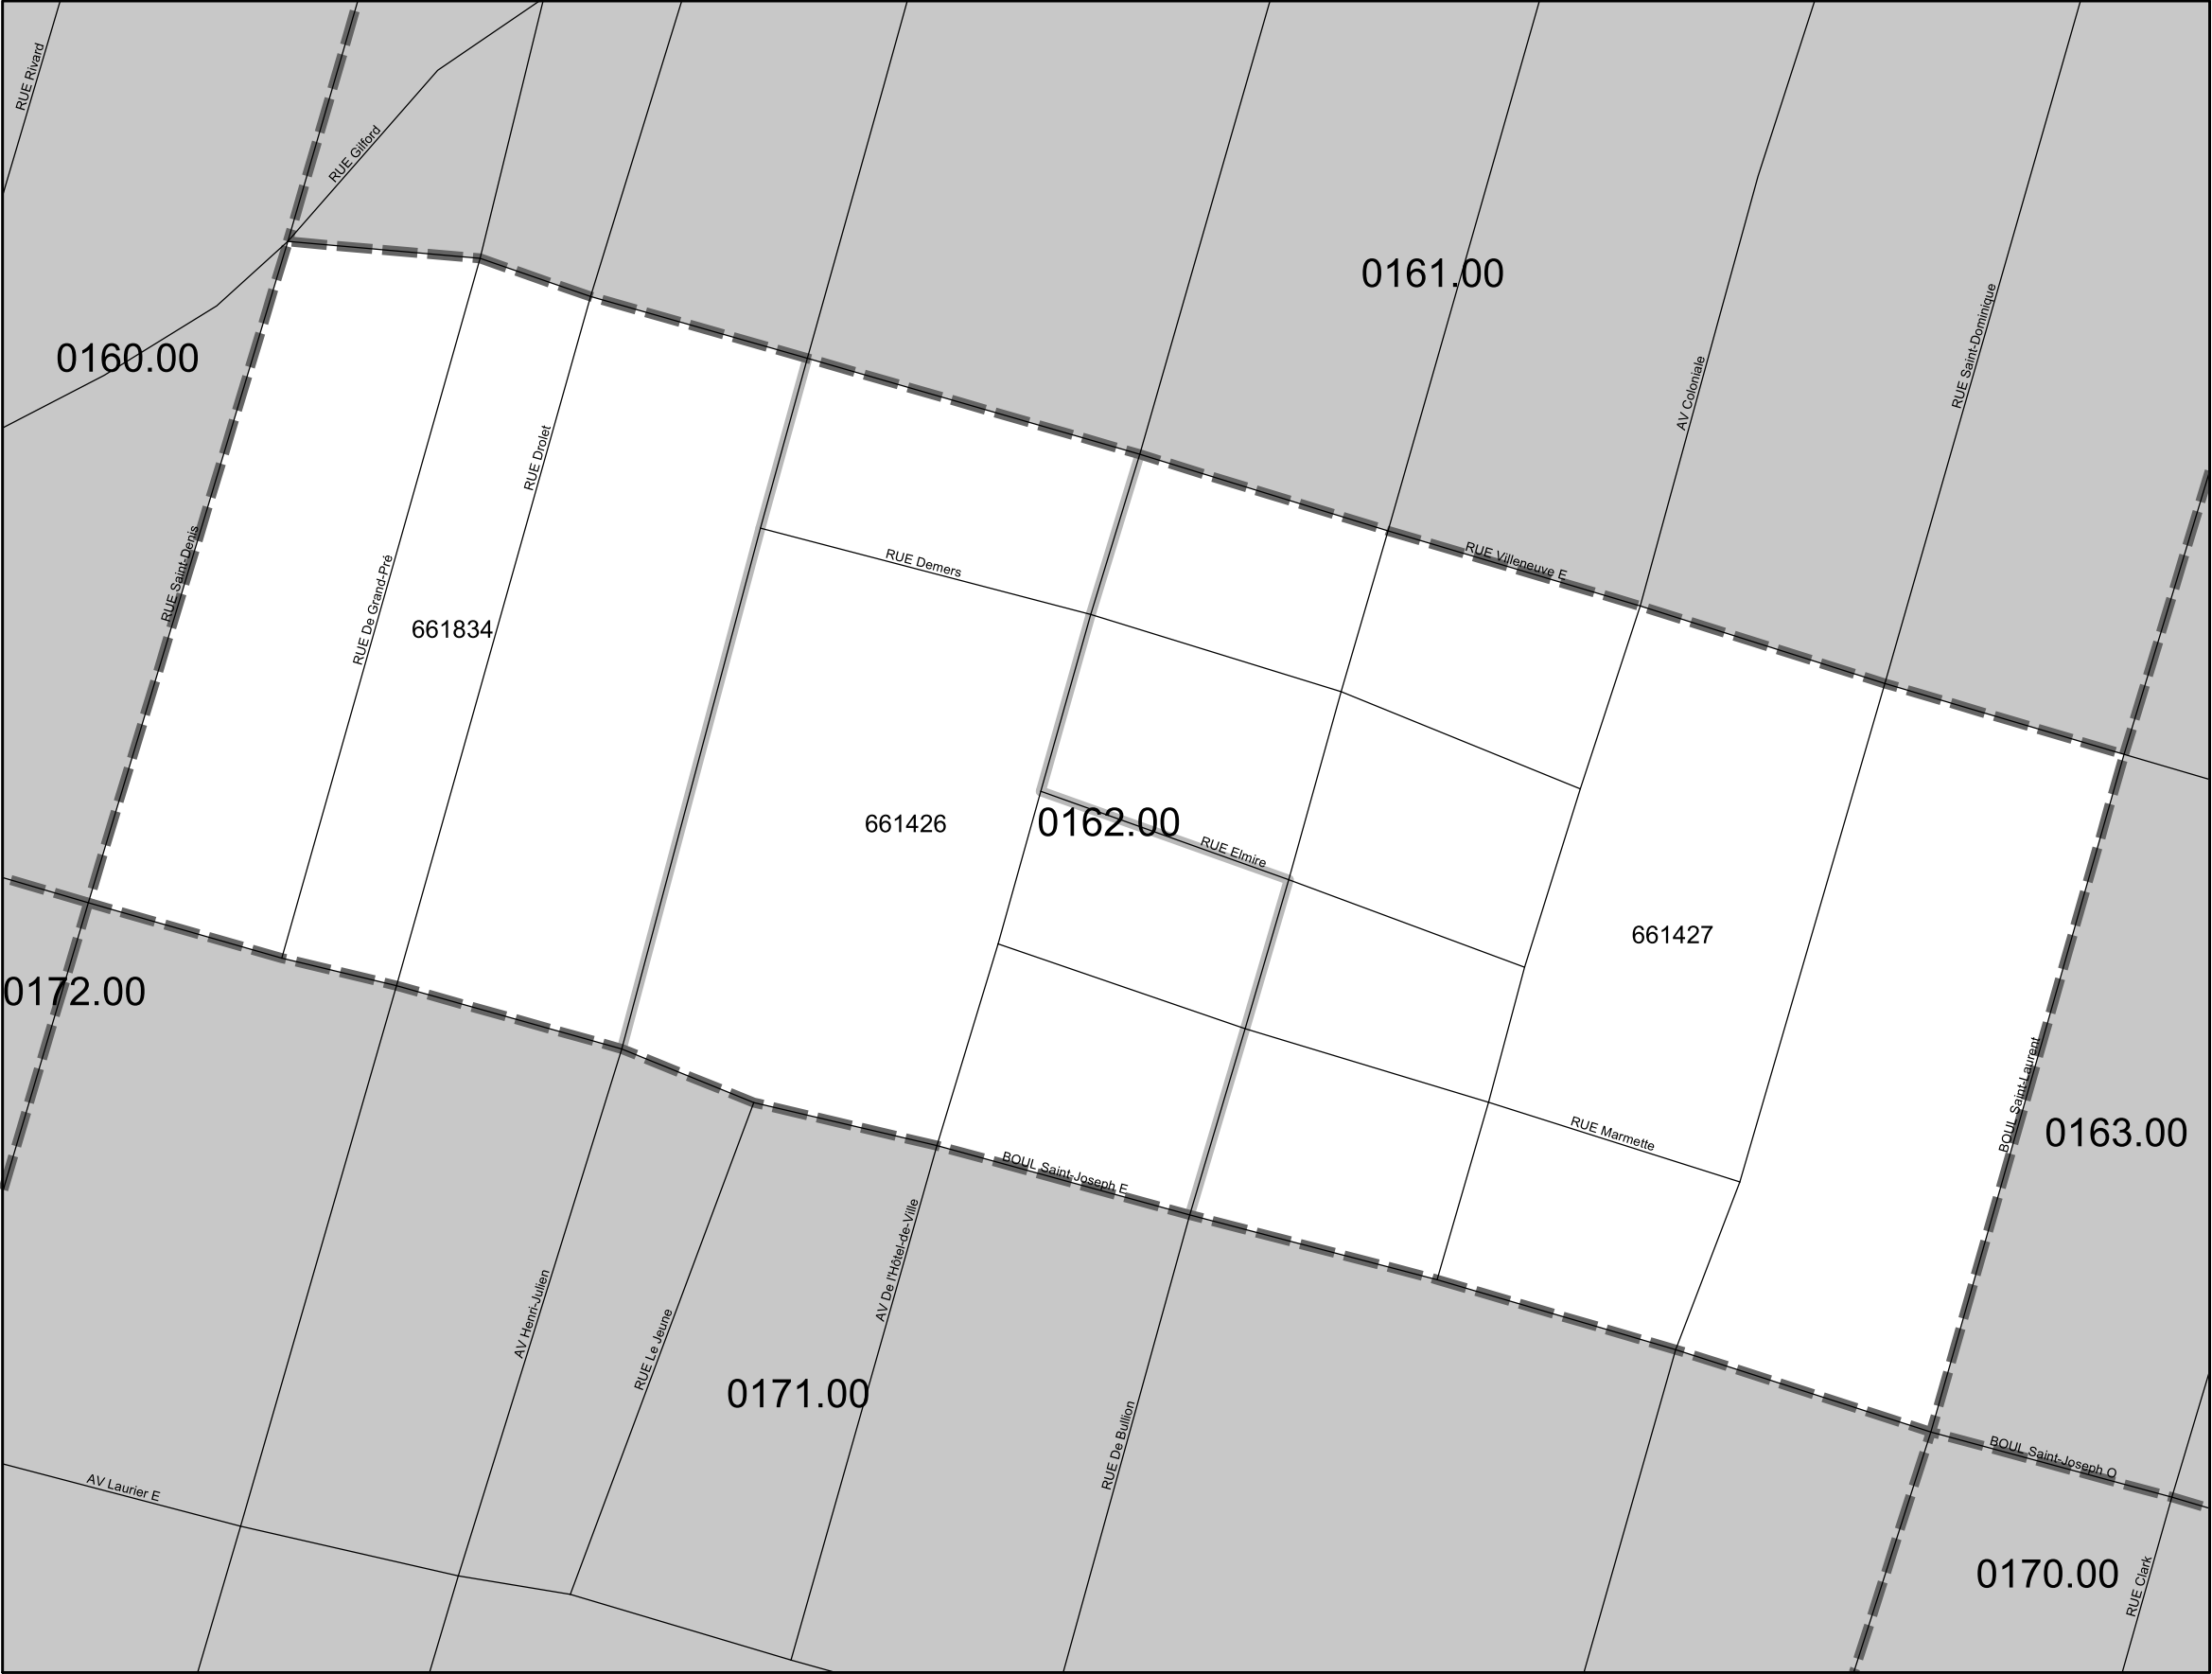 RUE Rivard
RUE Gilford
0161.00
RUE Saint-Dominique
0160.00
AV Coloniale
RUE Drolet
RUE Saint-Denis
RUE De Grand-Pré
RUE Demers
RUE Villeneuve E
661834
661426
0162.00
RUE Elmire
661427
0172.00
BOUL Saint-Laurent
0163.00
RUE Marmette
BOUL Saint-Joseph E
AV De l'Hôtel-de-Ville
AV Henri-Julien
RUE Le Jeune
0171.00
RUE De Bullion
BOUL Saint-Joseph O
AV Laurier E
0170.00
RUE Clark